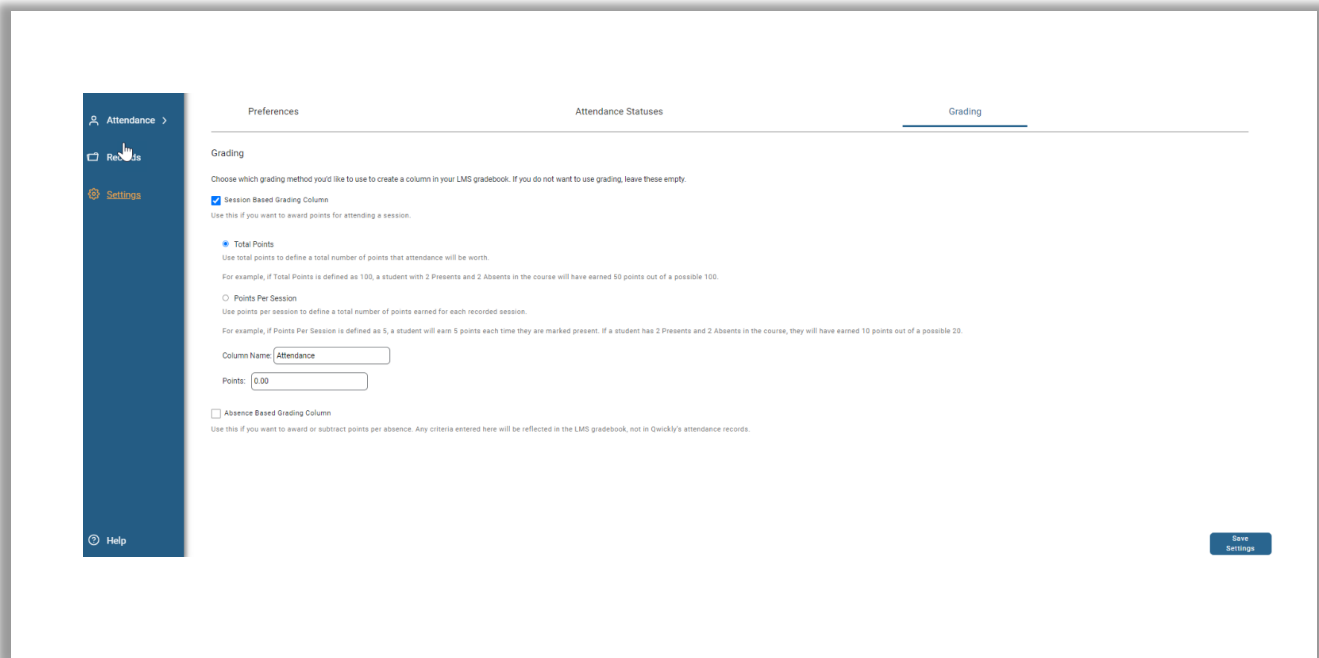 Attendance
Records
Settings
Help
Preferences
Attendance Statuses
Grading
Grading
Choose which grading method you'd like to use to create a column in your LMS gradebook. If you do not want to use grading, leave these empty.
Session Based Grading Column
Use this if you want to award points for attending a session.
Total Points
Use total points to define a total number of points that attendance will be worth.
For example, if Total Points is defined as 100, a student with 2 Presents and 2 Absents in the course will have earned 50 points out of a possible 100.
Points Per Session
Use points per session to define a total number of points earned for each recorded session.
For example, if Points Per Session is defined as 5, a student will earn 5 points each time they are marked present. If a student has 2 Presents and 2 Absents in the course, they will have earned 10 points out of a possible 20.
Column Name: Attendance
Points: 0.00
Absence Based Grading Column
Use this if you want to award or subtract points per absence. Any criteria entered here will be reflected in the LMS gradebook, not in Qwickly's attendance records.
Save
Settings